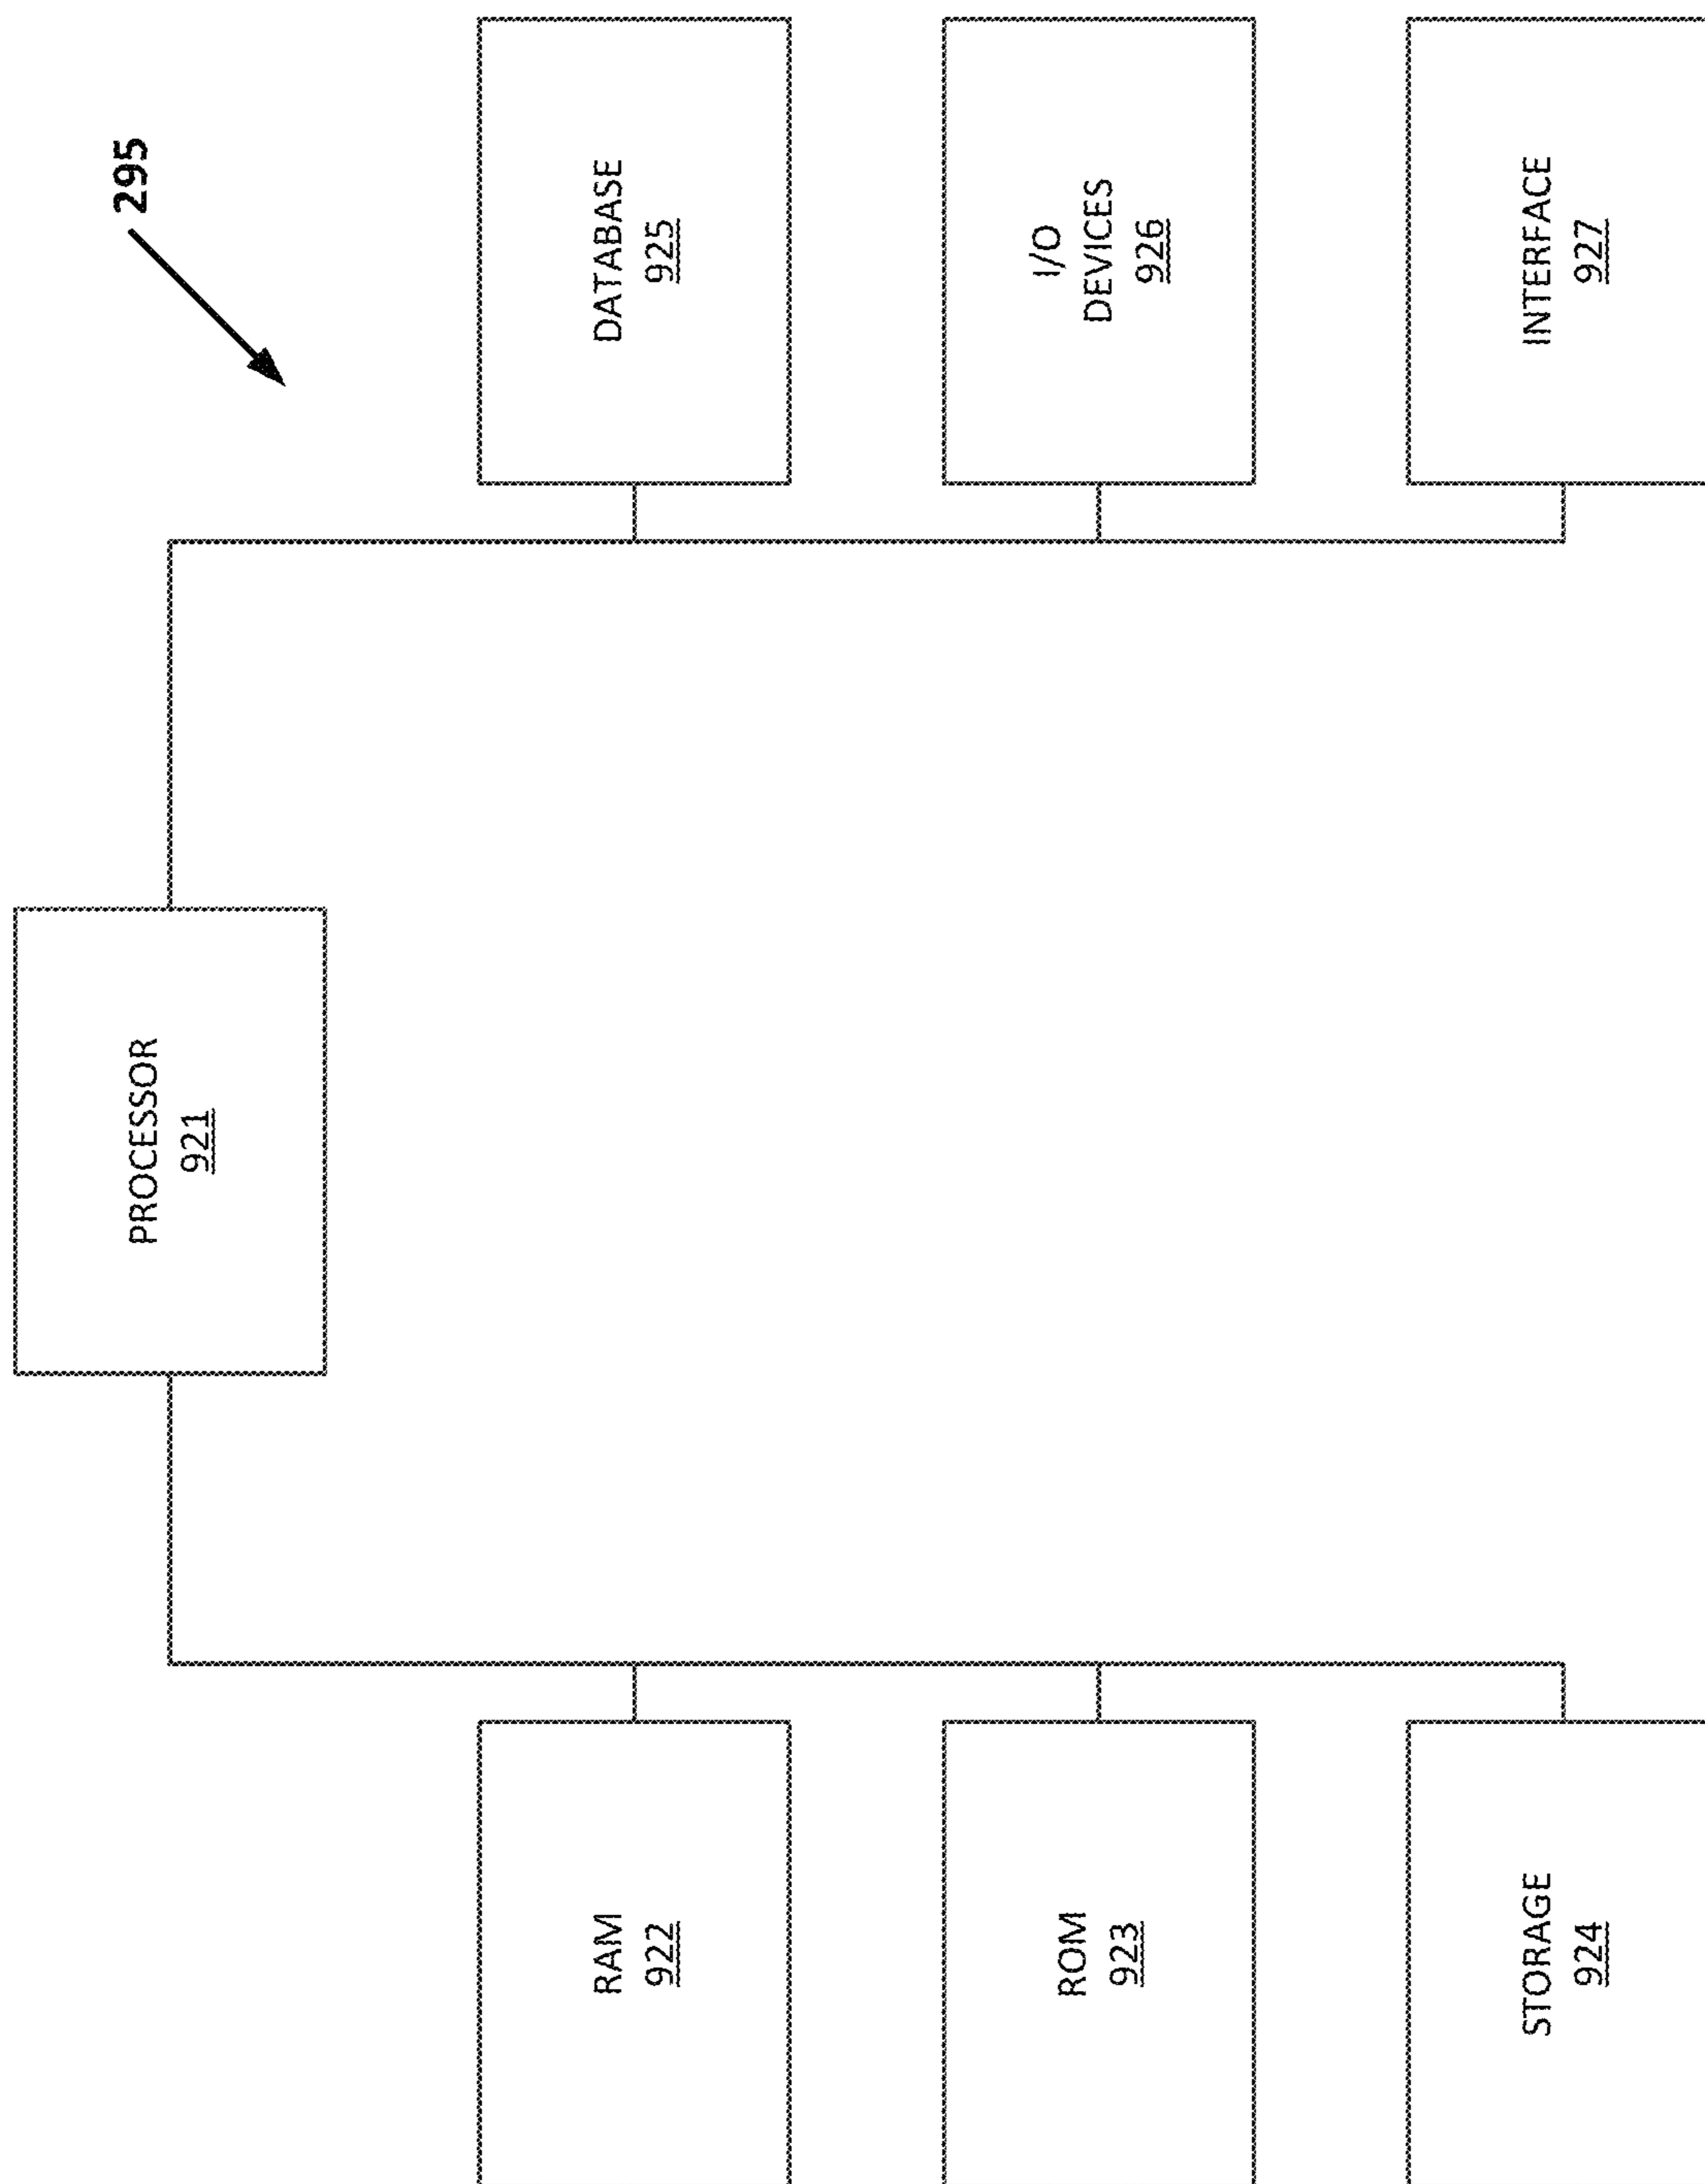 295
PROCESSOR
921
RAM
922
DATABASE
925
ROM
923
I/O
DEVICES
926
STORAGE
924
INTERFACE
927